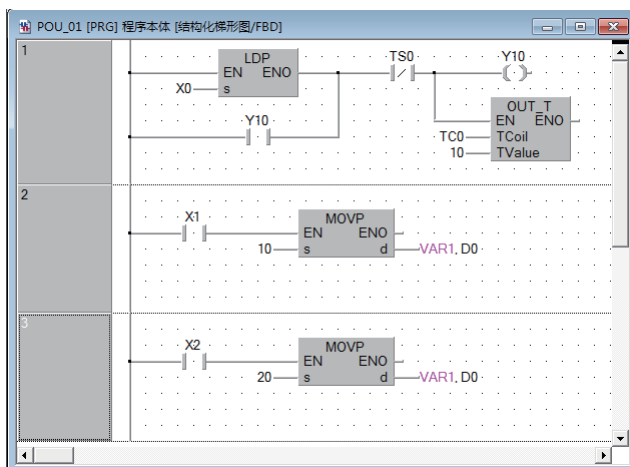 POU_01 [PRG] 程序本体 [结构化梯形图/FBD]
1
LDP
EN ENO
X0 s
TS0
Y10
Y10
OUT_T
EN ENO
TC0 TCoil
10 TValue
2
X1
MOVP
EN ENO
10 s d VAR1, D0
3
X2
MOVP
EN ENO
20 s d VAR1, D0